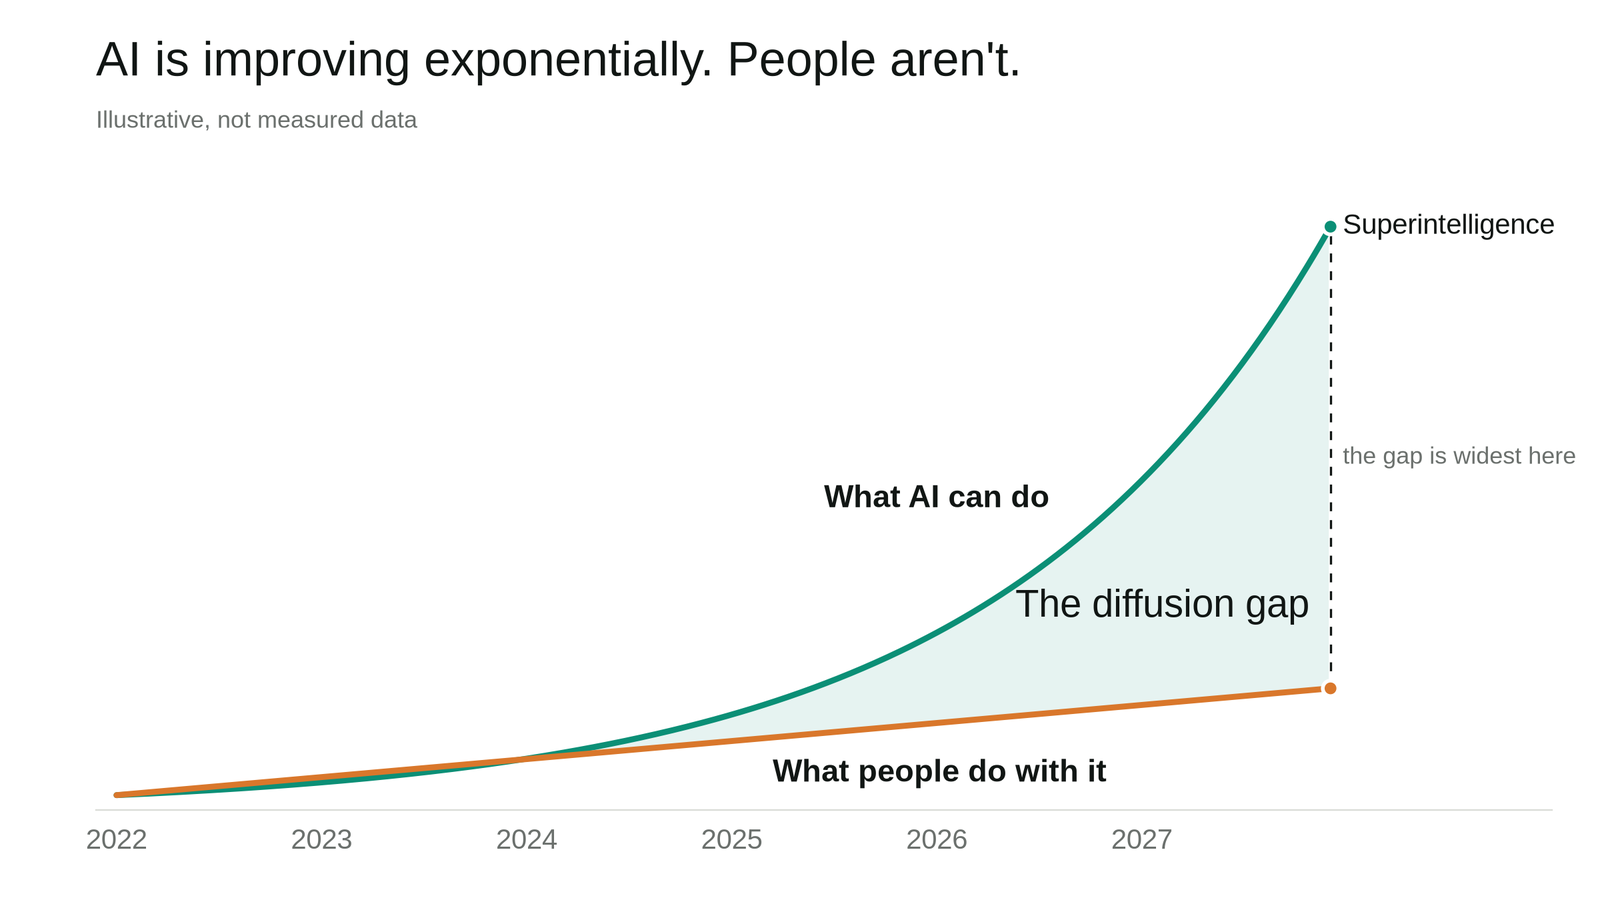 AI is improving exponentially. People aren't.
Illustrative, not measured data
Superintelligence
the gap is widest here
What AI can do
The diffusion gap
What people do with it
2022 2023 2024 2025 2026 2027